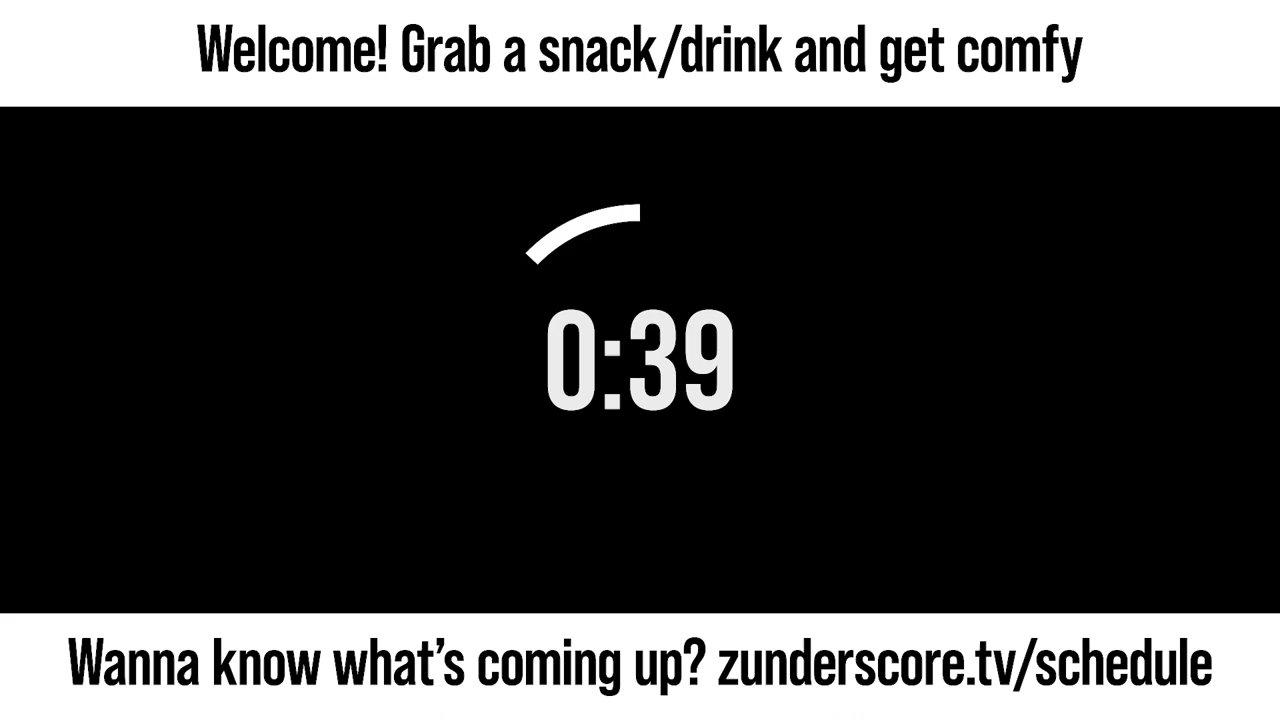 Welcome! Grab a snack/drink and get comfy
0:39
Wanna know what's coming up? zunderscore.tv/schedule